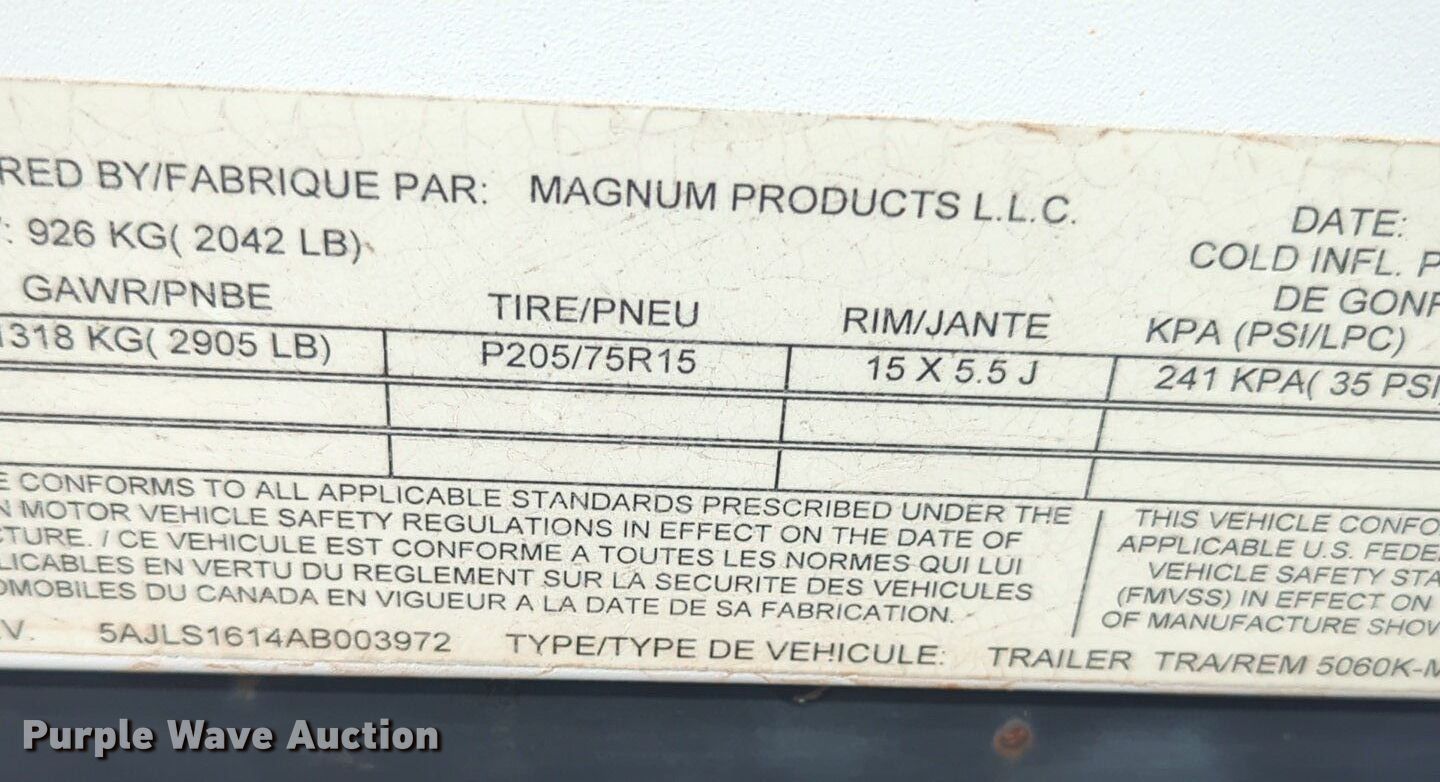 RED BY/FABRIQUE PAR: MAGNUM PRODUCTS L.L.C.
DATE:
: 926 KG( 2042 LB)
COLD INFL. P
GAWR/PNBE TIRE/PNEU RIM/JANTE
DE GONF
KPA (PSI/LPC)
1318 KG( 2905 LB) P205/75R15 15 X 5.5 J 241 KPA( 35 PSI
E CONFORMS TO ALL APPLICABLE STANDARDS PRESCRIBED UNDER THE
N MOTOR VEHICLE SAFETY REGULATIONS IN EFFECT ON THE DATE OF
CTURE. / CE VEHICULE EST CONFORME A TOUTES LES NORMES QUI LUI
LICABLES EN VERTU DU REGLEMENT SUR LA SECURITE DES VEHICULES
OMOBILES DU CANADA EN VIGUEUR A LA DATE DE SA FABRICATION.
THIS VEHICLE CONFO
APPLICABLE U.S. FEDE
VEHICLE SAFETY STA
(FMVSS) IN EFFECT ON
OF MANUFACTURE SHOW
V. 5AJLS1614AB003972 TYPE/TYPE DE VEHICULE: TRAILER TRA/REM 5060K-M
Purple Wave Auction